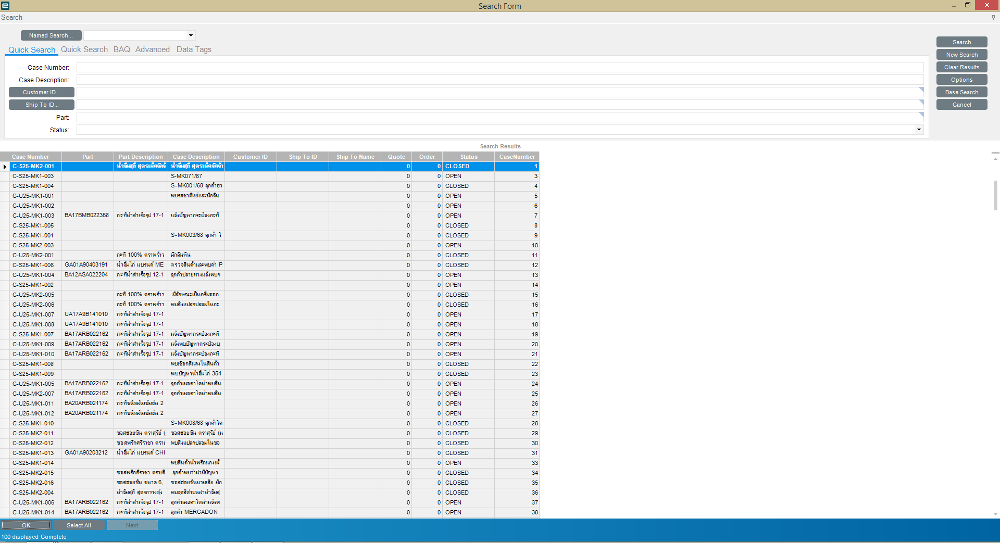 Search Form
Search
Named Search...
Quick Search Quick Search BAQ Advanced Data Tags
Case Number:
Case Description:
Customer ID...
Ship To ID...
Part:
Status:
Search
New Search
Clear Results
Options
Base Search
Cancel
Search Results
Case Number Part Part Description Case Description Customer ID Ship To ID Ship To Name Quote Order Status CaseNumber
C-S25-MK2-001 น้ำจิ้มสุกี้ น้ำจิ้มสุกี้ 0 0 CLOSED 1
C-S25-MK1-003 S-MK071/67 0 0 OPEN 3
C-S25-MK1-004 S-MK001/68 0 0 CLOSED 4
C-U25-MK1-001 พบรสชาติแย่และมีกลิ่น 0 0 OPEN 5
C-U25-MK1-002 0 0 OPEN 6
C-U25-MK1-003 BA17BMB022358 กะทิน้ำสำเร็จรูป 17-1 แจ้งปัญหากระป๋องกะทิ 0 0 OPEN 7
C-S25-MK1-005 0 0 CLOSED 8
C-S25-MK1-001 S-MK003/68 ลูกค้า โ 0 0 CLOSED 9
C-S25-MK2-003 0 0 OPEN 10
C-U25-MK2-001 กะทิ 100% ตราพร้าว มีกลิ่นหืน 0 0 CLOSED 11
C-S25-MK1-006 GA01A90403191 น้ำจิ้มไก่ แบรนด์ ME ตรวจสินค้าและพบค่า P 0 0 CLOSED 12
C-U25-MK1-004 BA12ASA022204 กะทิน้ำสำเร็จรูป 12-1 ลูกค้าปลายทางแจ้งพบก 0 0 OPEN 13
C-S25-MK1-002 0 0 OPEN 14
C-U25-MK2-005 กะทิ 100% ตราพร้าว มีลักษณะเป็นครีมออก 0 0 CLOSED 15
C-U25-MK2-006 กะทิ 100% ตราพร้าว พบสิ่งแปลกปลอมในกะ 0 0 CLOSED 16
C-U25-MK1-007 UA17A9B141010 กะทิน้ำสำเร็จรูป 17-1 0 0 OPEN 17
C-U25-MK1-008 UA17A9B141010 กะทิน้ำสำเร็จรูป 17-1 0 0 OPEN 18
C-S25-MK1-007 BA17ARB022162 กะทิน้ำสำเร็จรูป 17-1 แจ้งปัญหากระป๋องกะทิ 0 0 OPEN 19
C-U25-MK1-009 BA17ARB022162 กะทิน้ำสำเร็จรูป 17-1 แจ้งพบปัญหากระป๋องบุ 0 0 OPEN 20
C-U25-MK1-010 BA17ARB022162 กะทิน้ำสำเร็จรูป 17-1 แจ้งปัญหากระป๋องกะทิ 0 0 OPEN 21
C-S25-MK1-008 พบเชือกสีแดงในสินค้า 0 0 CLOSED 22
C-S25-MK1-009 พบปัญหาน้ำจิ้มไก่ 354 0 0 CLOSED 23
C-U25-MK1-005 BA17ARB022162 กะทิน้ำสำเร็จรูป 17-1 ลูกค้าเมอคาโดน่าพบสิน 0 0 OPEN 24
C-U25-MK2-007 BA17ARB022162 กะทิน้ำสำเร็จรูป 17-1 ลูกค้าเมอคาโดน่าพบสิน 0 0 OPEN 25
C-U25-MK1-011 BA20ARB021174 กะทิชนิดมันเข้มข้น 2 0 0 OPEN 26
C-U25-MK1-012 BA20ARB021174 กะทิชนิดมันเข้มข้น 2 0 0 OPEN 27
C-S25-MK1-010 S-MK008/68 ลูกค้าโค 0 0 CLOSED 28
C-S25-MK2-011 ซอสฮอยซิน ตราสุรีย์ ( ซอสฮอยซิน ตราสุรีย์ (แ 0 0 CLOSED 29
C-S25-MK2-012 ซอสพริกศรีราชา ตราเ พบสิ่งแปลกปลอมในซอ 0 0 CLOSED 30
C-S25-MK1-013 GA01A90203212 น้ำจิ้มไก่ แบรนด์ CHI 0 0 CLOSED 31
C-S25-MK1-014 พบสินค้าน้ำพริกแกงเผ็ 0 0 OPEN 33
C-S25-MK2-015 ซอสพริกศรีราชา ตราเสื ลูกค้าพบว่าฝามีปัญหา 0 0 CLOSED 34
C-S25-MK2-016 ซอสฮอยซิน ขนาด 6, ซอสฮอยซินบวมเสีย มีก 0 0 CLOSED 35
C-S25-MK2-004 น้ำจิ้มสุกี้ สูตรกวางตุ้ง พบจุดสีดำบนฝาน้ำจิ้มสุ 0 0 CLOSED 36
C-U25-MK1-006 BA17ARB022162 กะทิน้ำสำเร็จรูป 17-1 ลูกค้าเมอคาโดน่าแจ้งพ 0 0 OPEN 37
C-U25-MK1-014 BA17ARB022162 กะทิน้ำสำเร็จรูป 17-1 ลูกค้า MERCADON 0 0 OPEN 38
OK Select All Next
100 displayed Complete